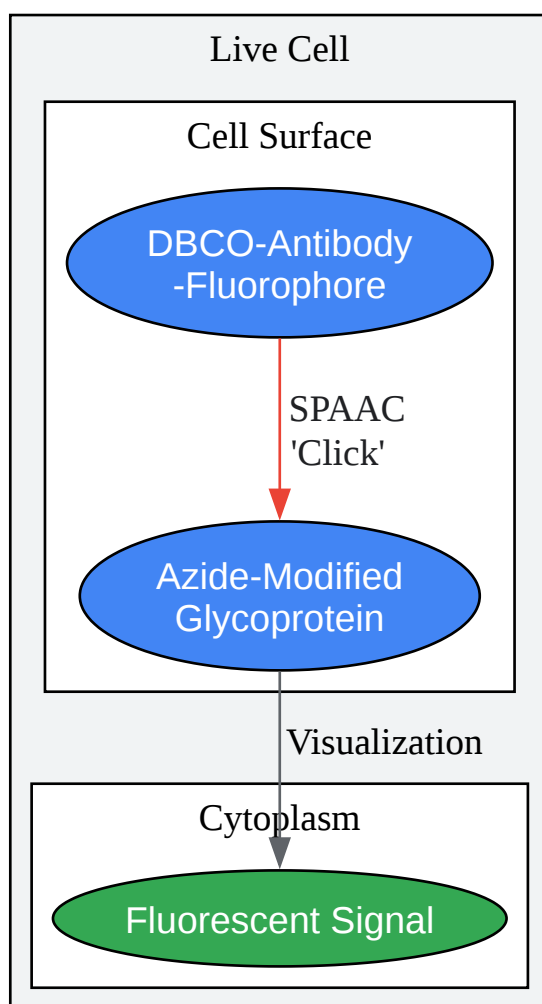 Live Cell
Cell Surface
DBCO-Antibody
-Fluorophore
SPAAC
'Click'
Azide-Modified
Glycoprotein
Visualization
Cytoplasm
Fluorescent Signal